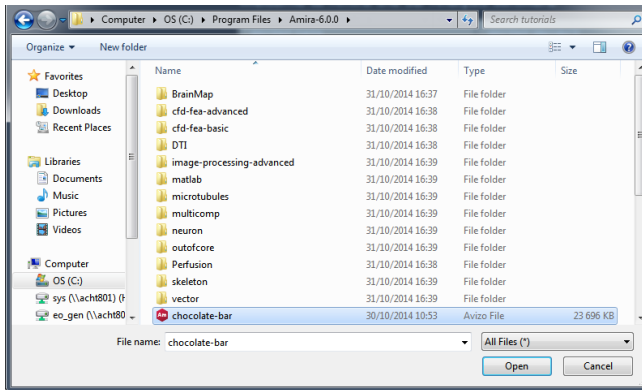 Computer OS (C:) Program Files Amira-6.0.0 Search tutorials
Organize New folder
Name Date modified Type Size
Favorites
Desktop
Downloads
Recent Places
Libraries
Documents
Music
Pictures
Videos
Computer
OS (C:)
sys (\\acht801) (H
eo_gen (\\acht80
BrainMap 31/10/2014 16:37 File folder
cfd-fea-advanced 31/10/2014 16:38 File folder
cfd-fea-basic 31/10/2014 16:38 File folder
DTI 31/10/2014 16:38 File folder
image-processing-advanced 31/10/2014 16:39 File folder
matlab 31/10/2014 16:39 File folder
microtubules 31/10/2014 16:39 File folder
multicomp 31/10/2014 16:39 File folder
neuron 31/10/2014 16:39 File folder
outofcore 31/10/2014 16:39 File folder
Perfusion 31/10/2014 16:38 File folder
skeleton 31/10/2014 16:39 File folder
vector 31/10/2014 16:39 File folder
Am chocolate-bar 30/10/2014 10:53 Avizo File 23 696 KB
File name: chocolate-bar All Files (*)
Open Cancel